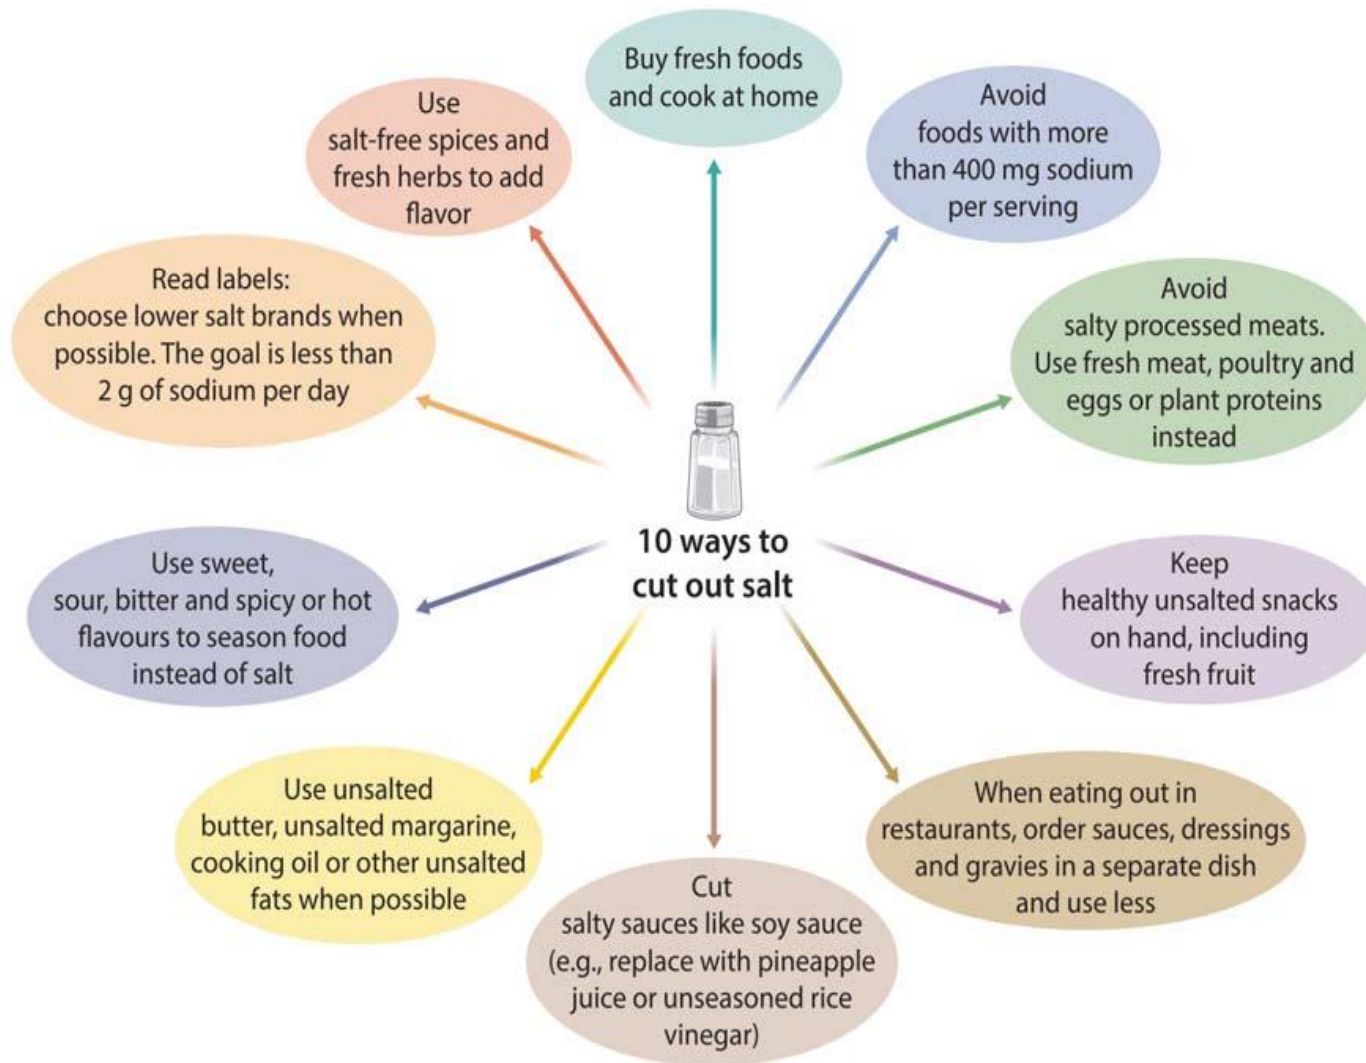 Buy fresh foods
and cook at home
Avoid
foods with more
than 400 mg sodium
per serving
Avoid
salty processed meats.
Use fresh meat, poultry and
eggs or plant proteins
instead
Keep
healthy unsalted snacks
on hand, including
fresh fruit
When eating out in
restaurants, order sauces, dressings
and gravies in a separate dish
and use less
Cut
salty sauces like soy sauce
(e.g., replace with pineapple
juice or unseasoned rice
vinegar)
Use unsalted
butter, unsalted margarine,
cooking oil or other unsalted
fats when possible
Use sweet,
sour, bitter and spicy or hot
flavours to season food
instead of salt
Read labels:
choose lower salt brands when
possible. The goal is less than
2 g of sodium per day
Use
salt-free spices and
fresh herbs to add
flavor
10 ways to
cut out salt